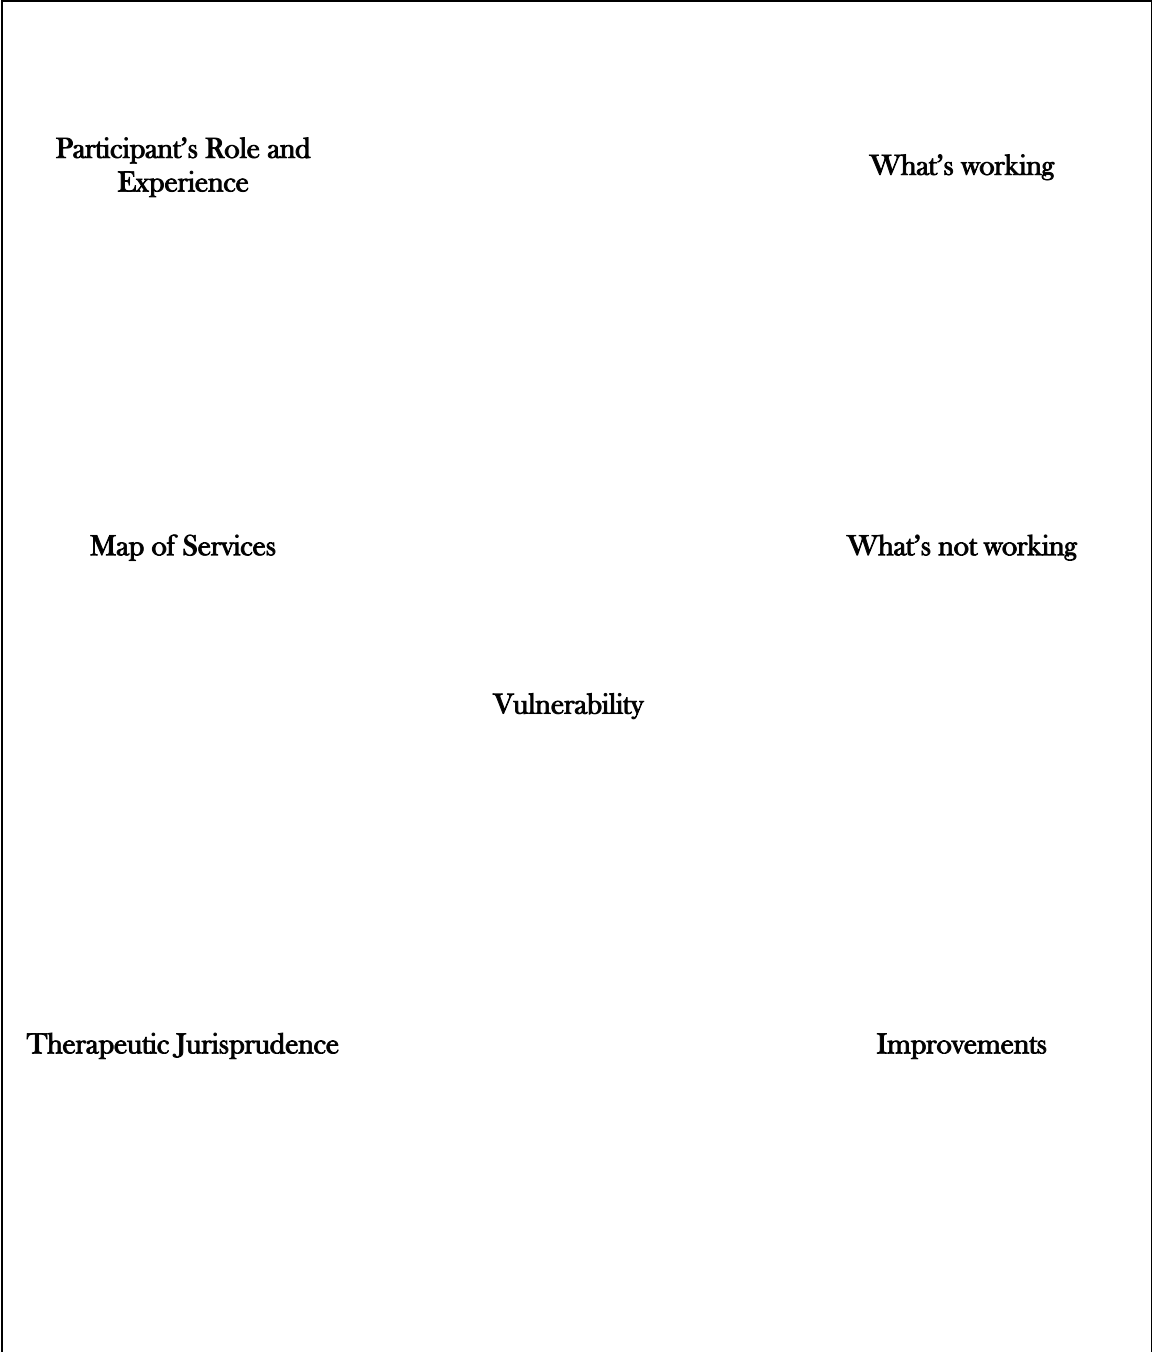 Participant’s Role and
Experience
What’s working
Map of Services
What’s not working
Vulnerability
Therapeutic Jurisprudence
Improvements